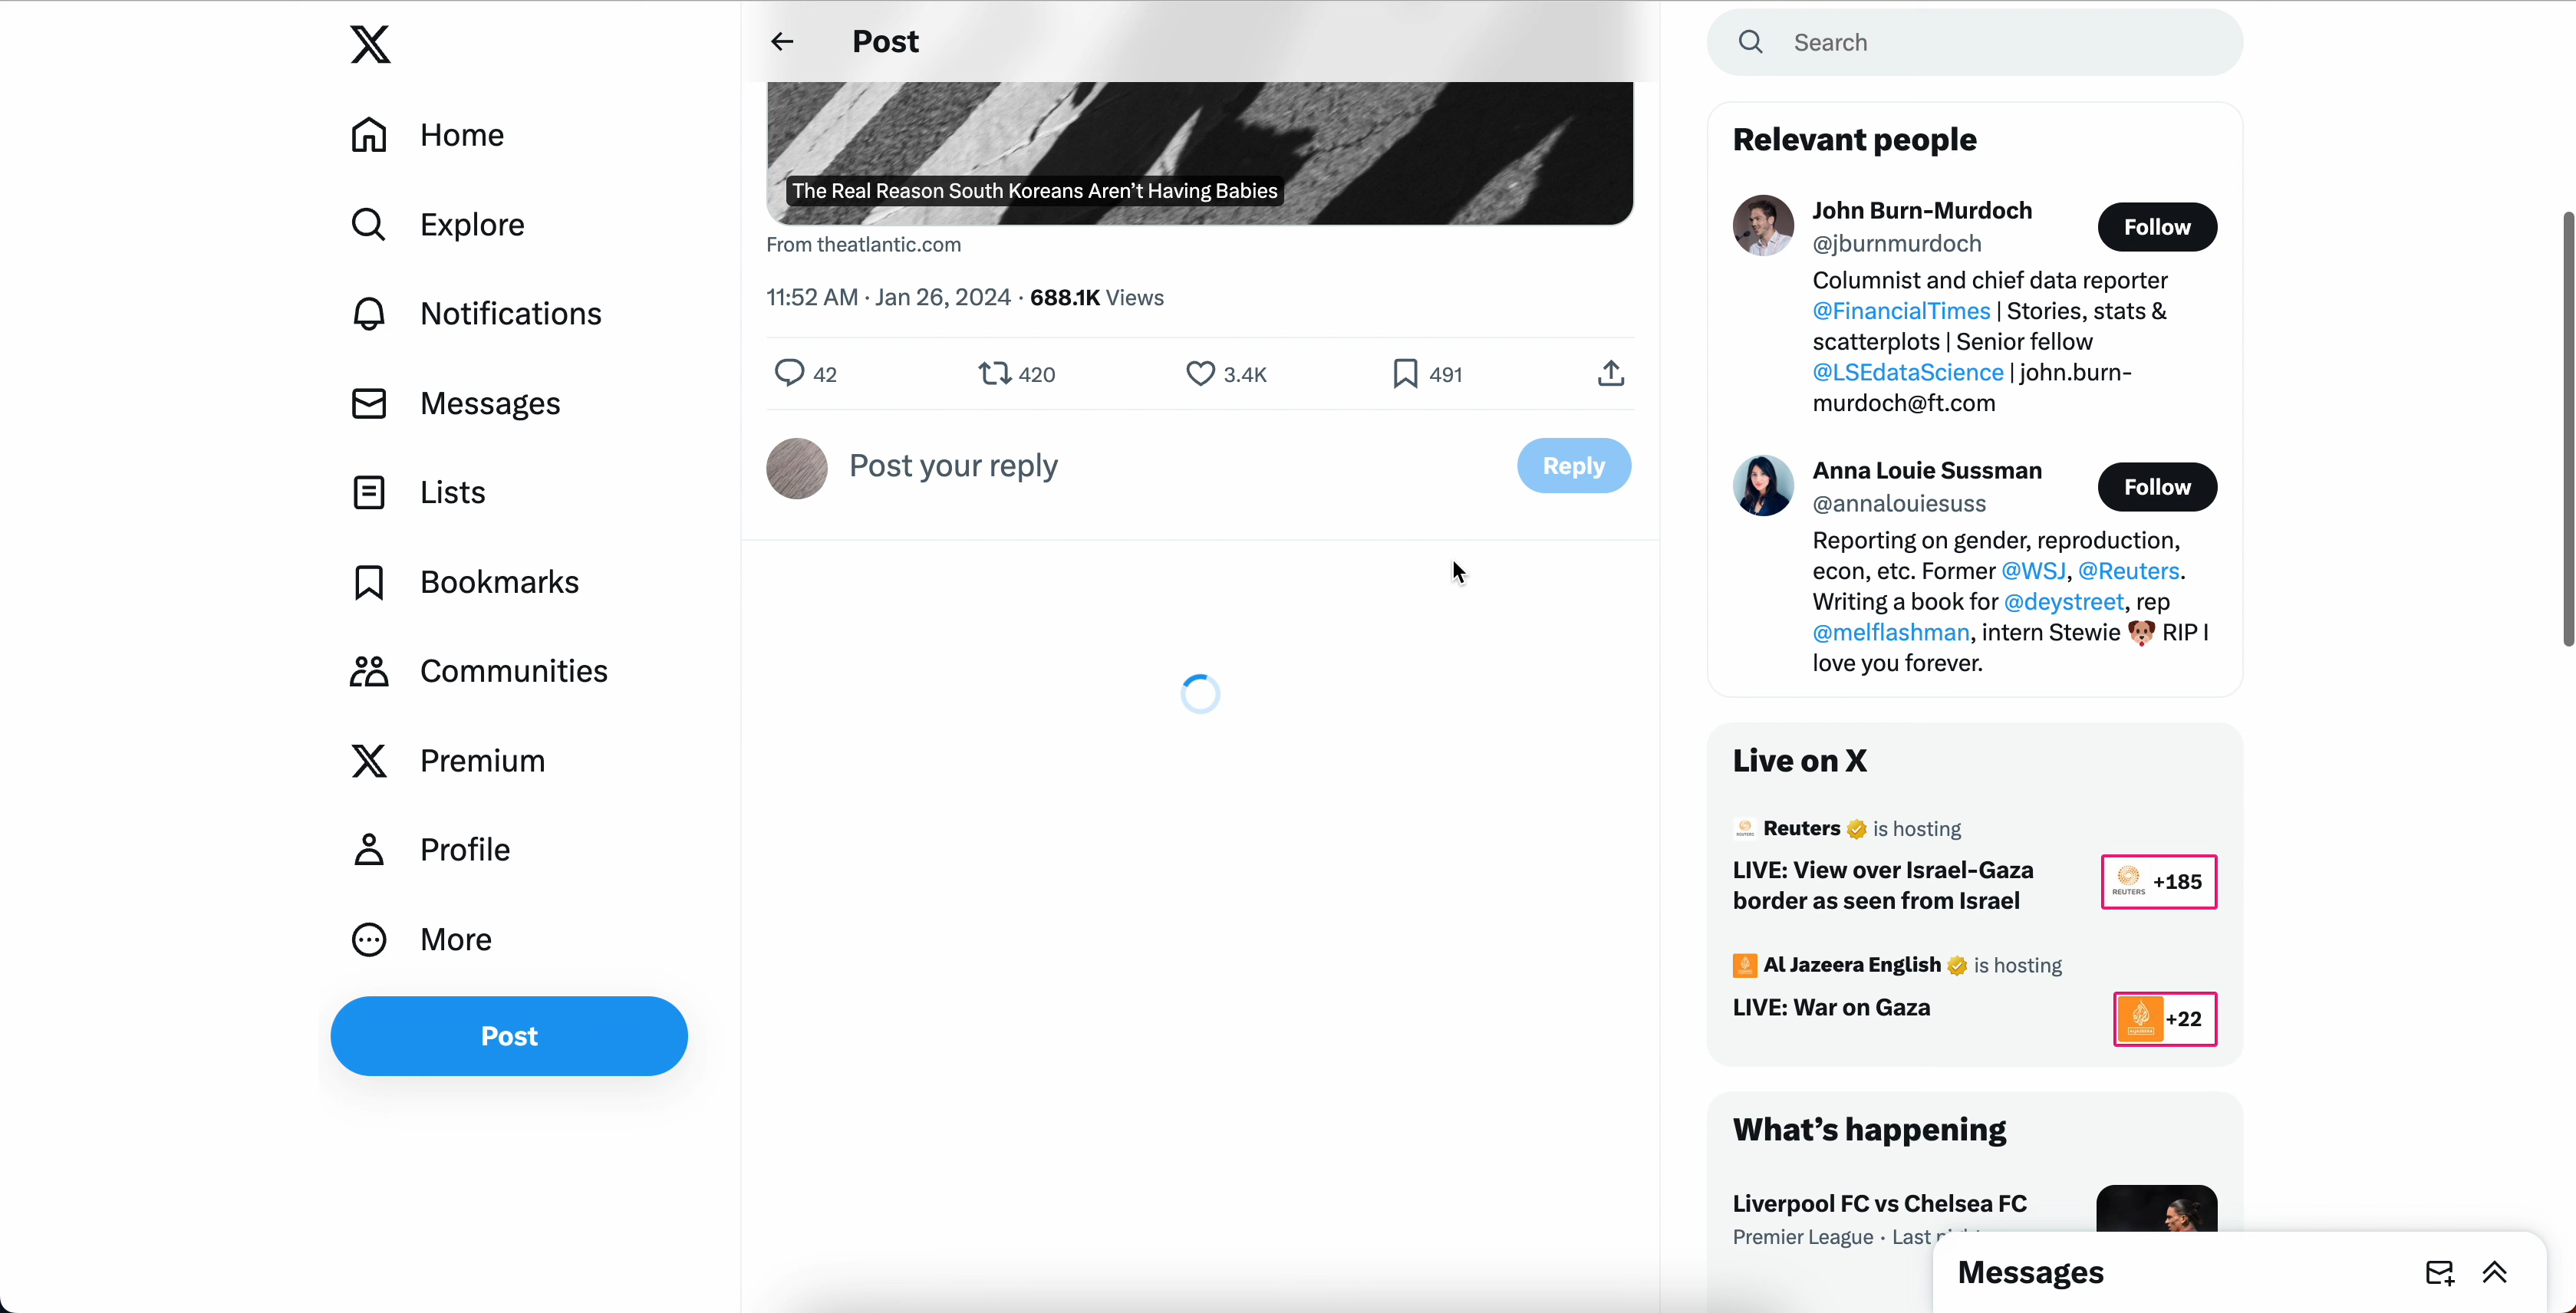 Home
Explore
Notifications
Messages
Lists
Bookmarks
Communities
Premium
Profile
More
Post
Post
The Real Reason South Koreans Aren’t Having Babies
From theatlantic.com
11:52 AM · Jan 26, 2024 · 688.1K Views
42 420 3.4K 491
Post your reply
Reply
Search
Relevant people
John Burn-Murdoch
@jburnmurdoch
Follow
Columnist and chief data reporter
@FinancialTimes | Stories, stats &
scatterplots | Senior fellow
@LSEdataScience | john.burn-
murdoch@ft.com
Anna Louie Sussman
@annalouiesuss
Follow
Reporting on gender, reproduction,
econ, etc. Former @WSJ, @Reuters.
Writing a book for @deystreet, rep
@melflashman, intern Stewie 🐶 RIP I
love you forever.
Live on X
Reuters is hosting
LIVE: View over Israel-Gaza
border as seen from Israel
REUTERS +185
Al Jazeera English is hosting
LIVE: War on Gaza
+22
What’s happening
Liverpool FC vs Chelsea FC
Premier League · Last
Messages